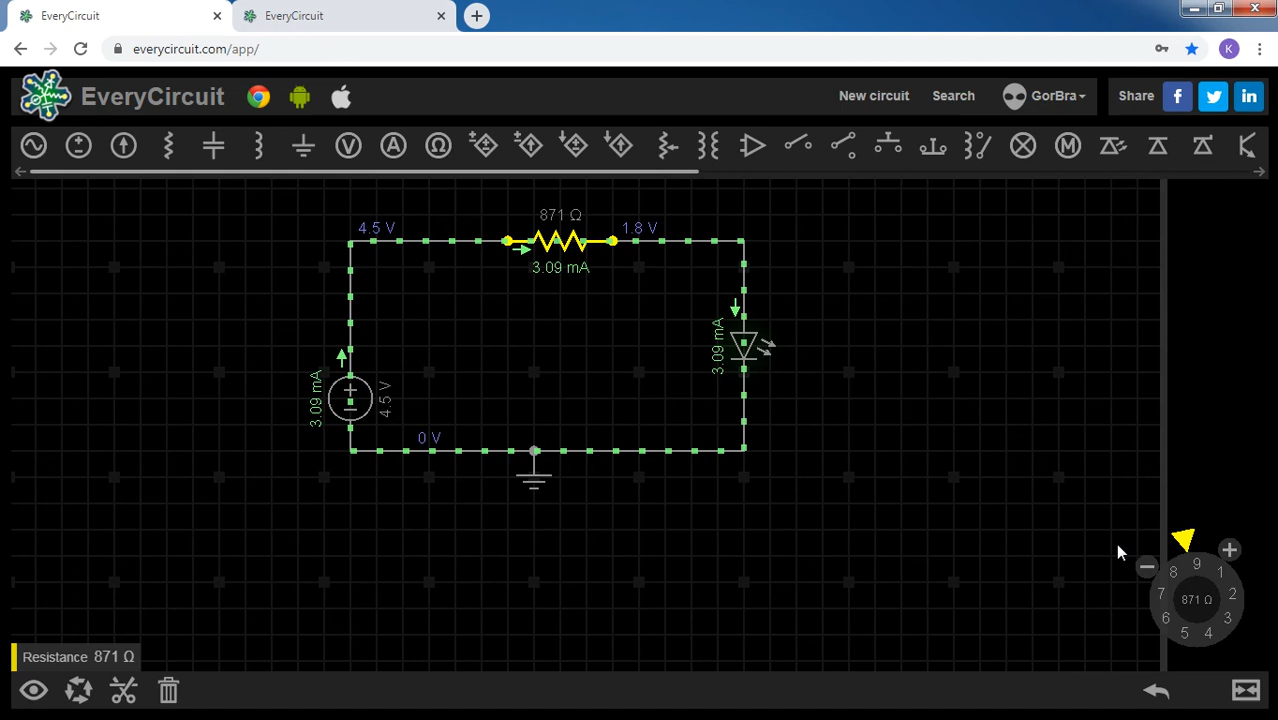 EveryCircuit
EveryCircuit
everycircuit.com/app/
K
EveryCircuit
New circuit
Search
GorBra
Share
f
in
V
A
Ω
M
871 Ω
4.5 V
1.8 V
3.09 mA
3.09 mA
3.09 mA
4.5 V
0 V
9
8
1
7
871 Ω
2
6
3
5
4
Resistance 871 Ω